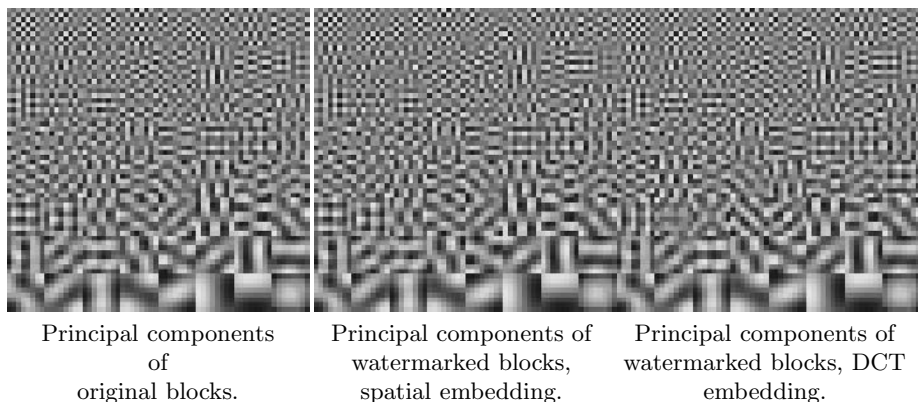 Principal components
of
original blocks.
Principal components of
watermarked blocks,
spatial embedding.
Principal components of
watermarked blocks, DCT
embedding.